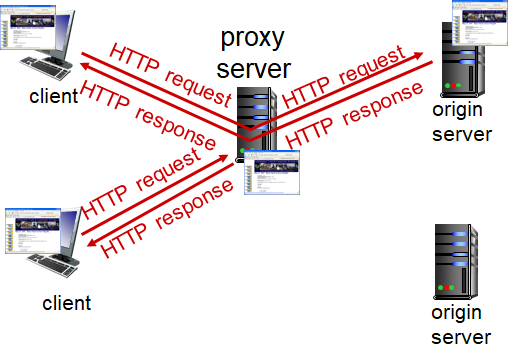 proxy
server
HTTP request
HTTP request
client
HTTP response
HTTP response
origin
server
HTTP request
HTTP response
client
origin
server